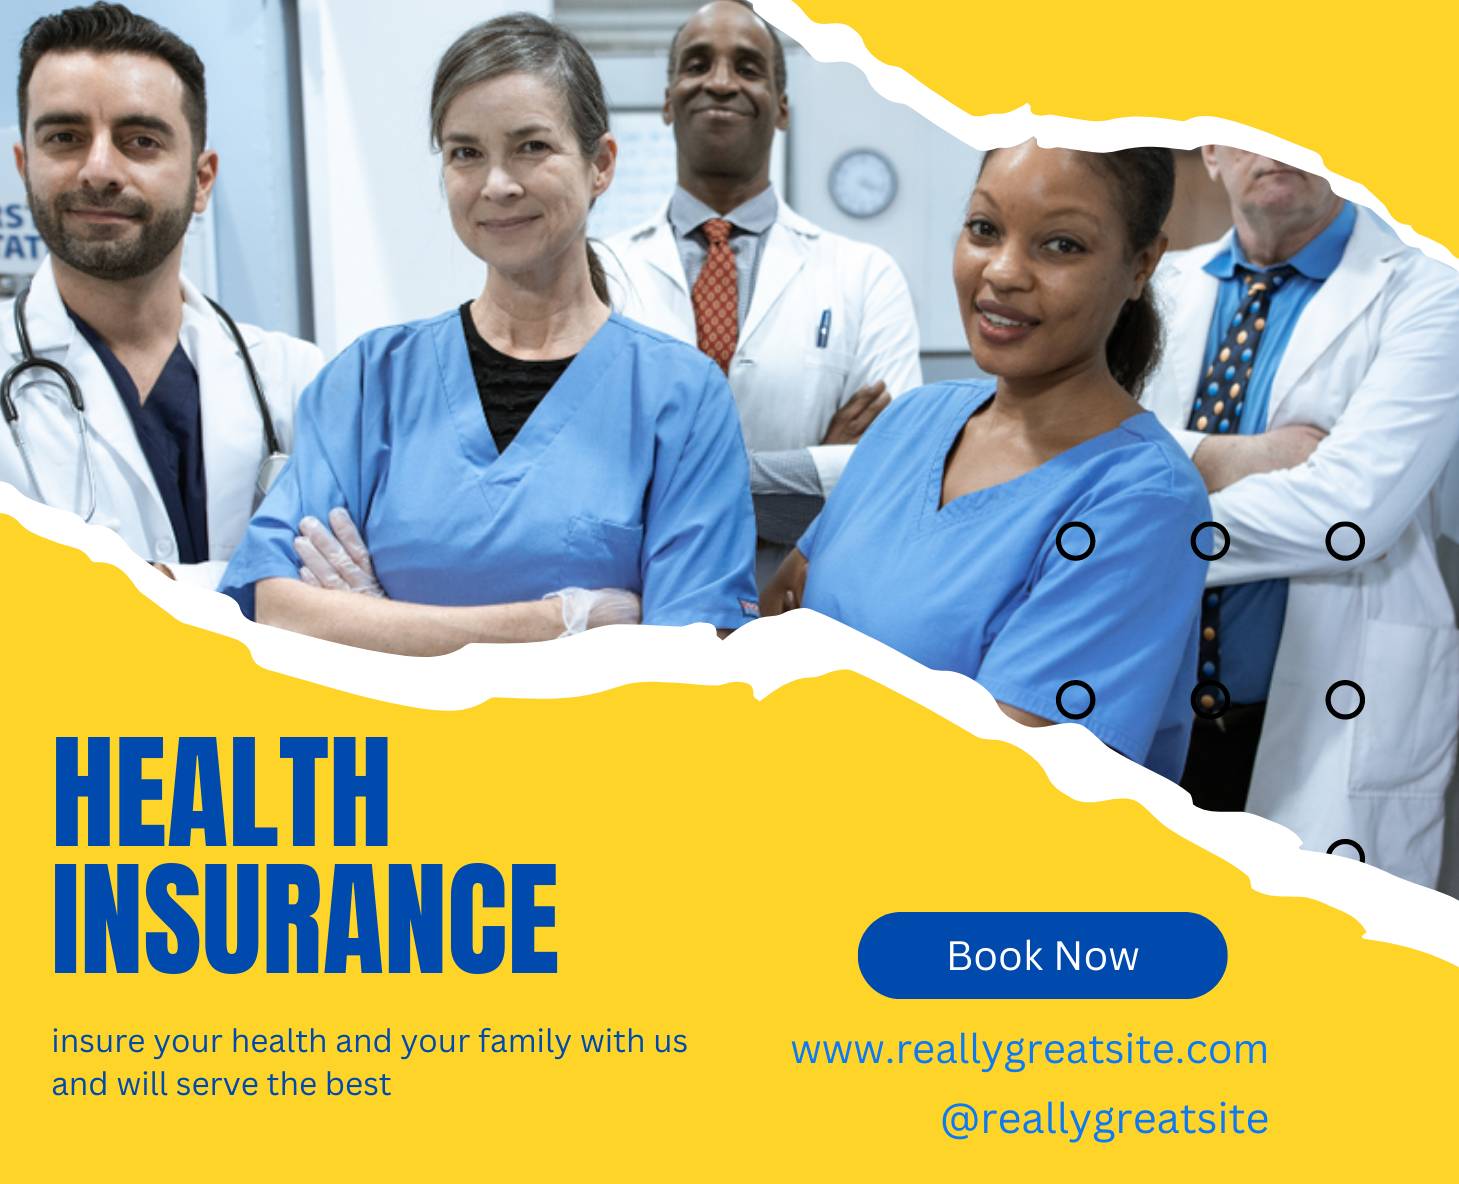 HEALTH
INSURANCE
insure your health and your family with us
and will serve the best
Book Now
www.reallygreatsite.com
@reallygreatsite